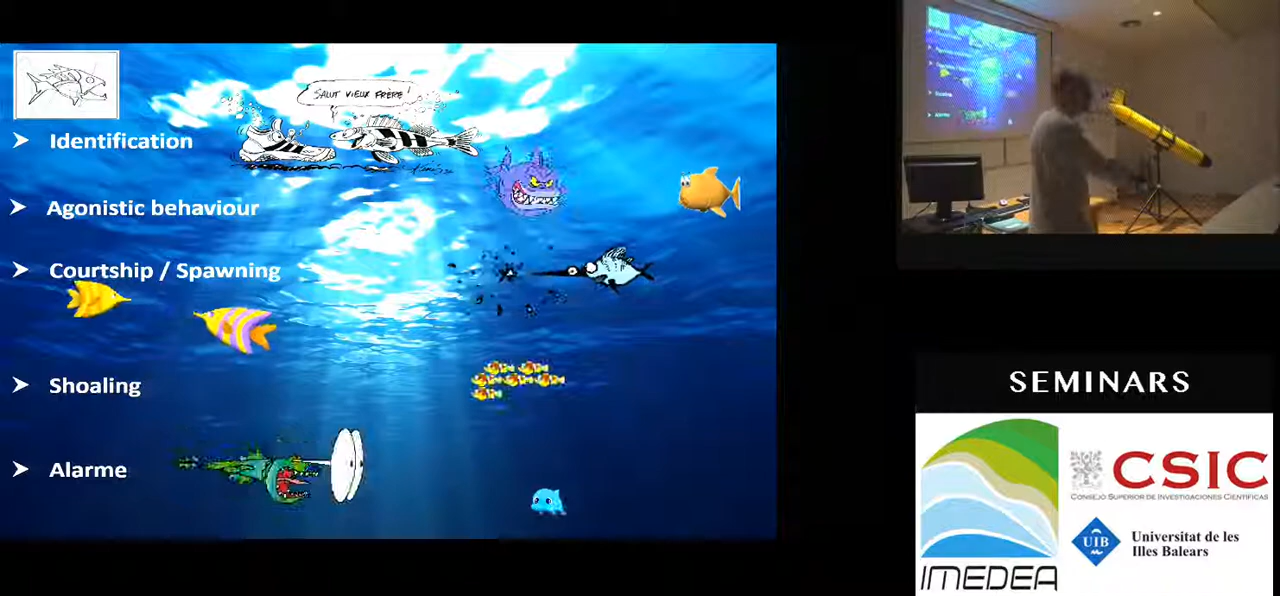 SALUT VIEUX FRÈRE!
Identification
Agonistic behaviour
Courtship / Spawning
Shoaling
Alarme
SEMINARS
IMEDEA
CSIC
CONSEJO SUPERIOR DE INVESTIGACIONES CIENTÍFICAS
UIB
Universitat de les
Illes Balears